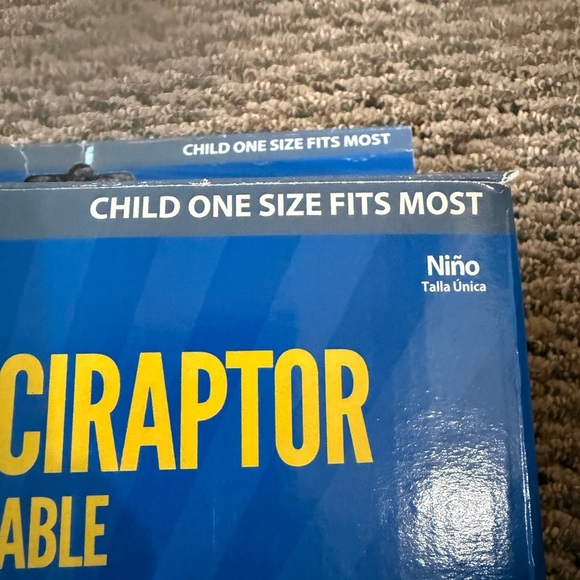 CHILD ONE SIZE FITS MOST
CHILD ONE SIZE FITS MOST
Niño
Talla Única
CIRAPTOR
ABLE